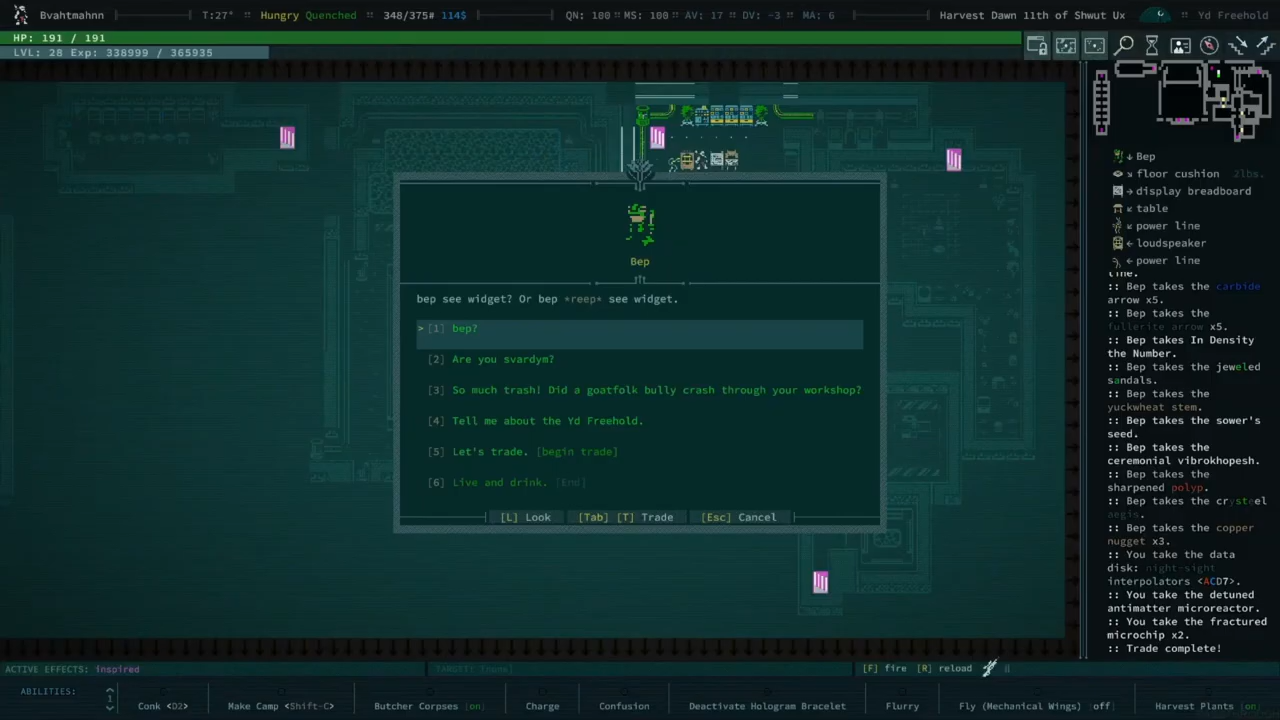 Bvahtmahnn T:27° Hungry Quenched 348/375# 114$ QN: 100 MS: 100 AV: 17 DV: -3 MA: 6 Harvest Dawn 11th of Shwut Ux Yd Freehold
HP: 191 / 191
LVL: 28 Exp: 338999 / 365935
Bep
bep see widget? Or bep *reep* see widget.
> [1] bep?
[2] Are you svardym?
[3] So much trash! Did a goatfolk bully crash through your workshop?
[4] Tell me about the Yd Freehold.
[5] Let's trade. [begin trade]
[6] Live and drink. [End]
[L] Look [Tab] [T] Trade [Esc] Cancel
Bep
floor cushion 2lbs.
display breadboard
table
power line
loudspeaker
power line
line.
:: Bep takes the carbide
arrow x5.
:: Bep takes the
fullerite arrow x5.
:: Bep takes In Density
the Number.
:: Bep takes the jeweled
sandals.
:: Bep takes the
yuckwheat stem.
:: Bep takes the sower's
seed.
:: Bep takes the
ceremonial vibrokhopesh.
:: Bep takes the
sharpened polyp.
:: Bep takes the crysteel
aegis.
:: Bep takes the copper
nugget x3.
:: You take the data
disk: night-sight
interpolators <ACD7>.
:: You take the detuned
antimatter microreactor.
:: You take the fractured
microchip x2.
:: Trade complete!
ACTIVE EFFECTS: inspired TARGET: [none] [F] fire [R] reload
ABILITIES: 1 Conk <D2> Make Camp <Shift-C> Butcher Corpses [on] Charge Confusion Deactivate Hologram Bracelet Flurry Fly (Mechanical Wings) off Harvest Plants [on]